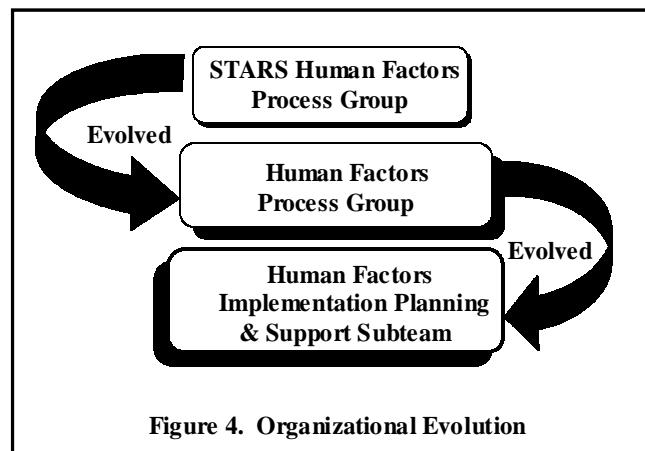 STARS Human Factors
Process Group
Evolved
Human Factors
Process Group
Evolved
Human Factors
Implementation Planning
& Support Subteam
Figure 4. Organizational Evolution